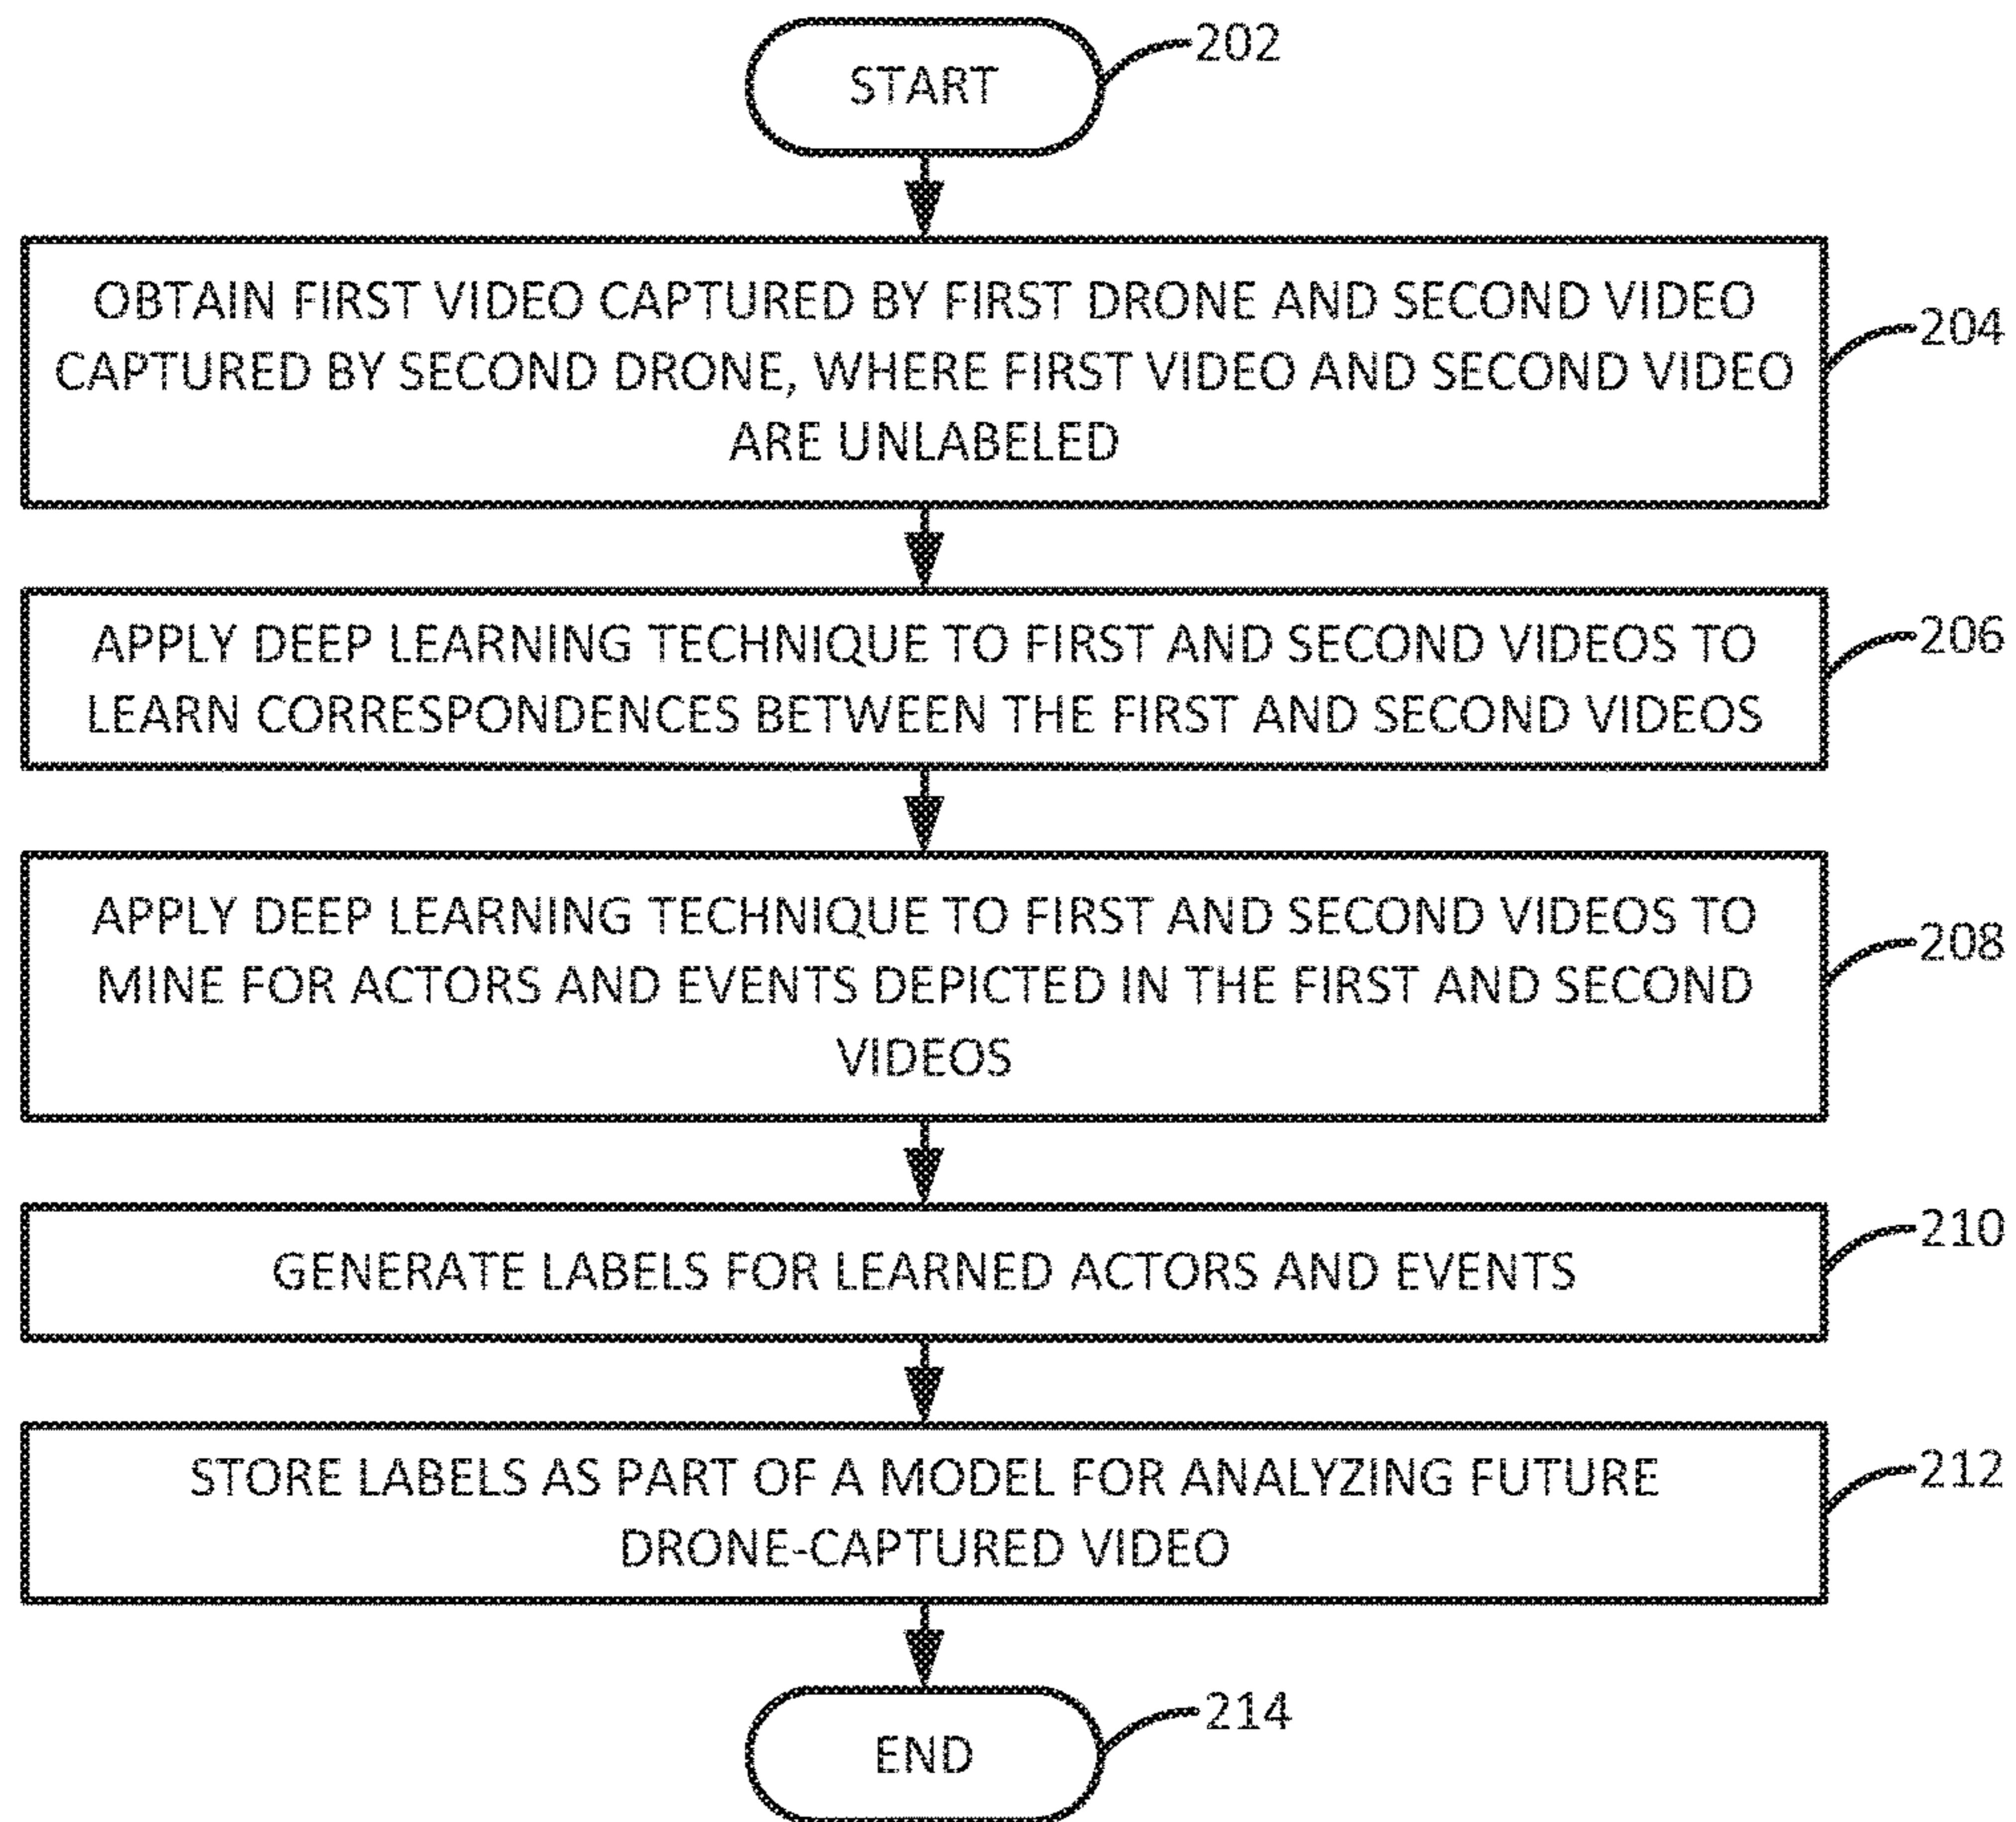 START
202
OBTAIN FIRST VIDEO CAPTURED BY FIRST DRONE AND SECOND VIDEO
CAPTURED BY SECOND DRONE, WHERE FIRST VIDEO AND SECOND VIDEO
ARE UNLABELED
204
APPLY DEEP LEARNING TECHNIQUE TO FIRST AND SECOND VIDEOS TO
LEARN CORRESPONDENCES BETWEEN THE FIRST AND SECOND VIDEOS
206
APPLY DEEP LEARNING TECHNIQUE TO FIRST AND SECOND VIDEOS TO
MINE FOR ACTORS AND EVENTS DEPICTED IN THE FIRST AND SECOND
VIDEOS
208
GENERATE LABELS FOR LEARNED ACTORS AND EVENTS
210
STORE LABELS AS PART OF A MODEL FOR ANALYZING FUTURE
DRONE-CAPTURED VIDEO
212
END
214